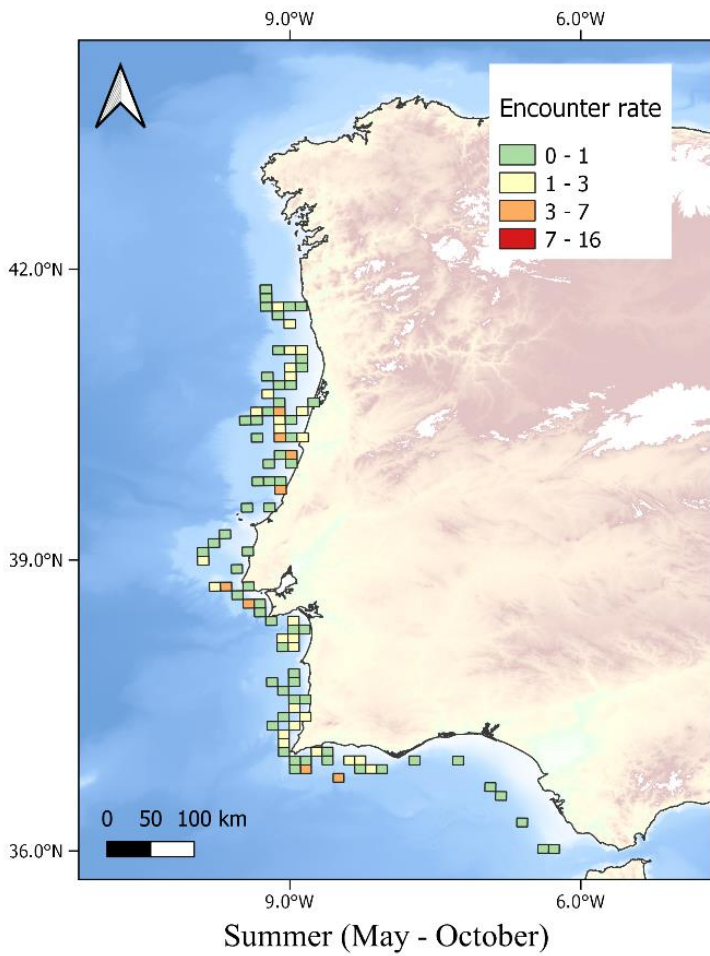 9.0°W 6.0°W
Encounter rate
0 - 1
1 - 3
3 - 7
7 - 16
42.0°N
39.0°N
0 50 100 km
36.0°N
9.0°W 6.0°W
Summer (May - October)